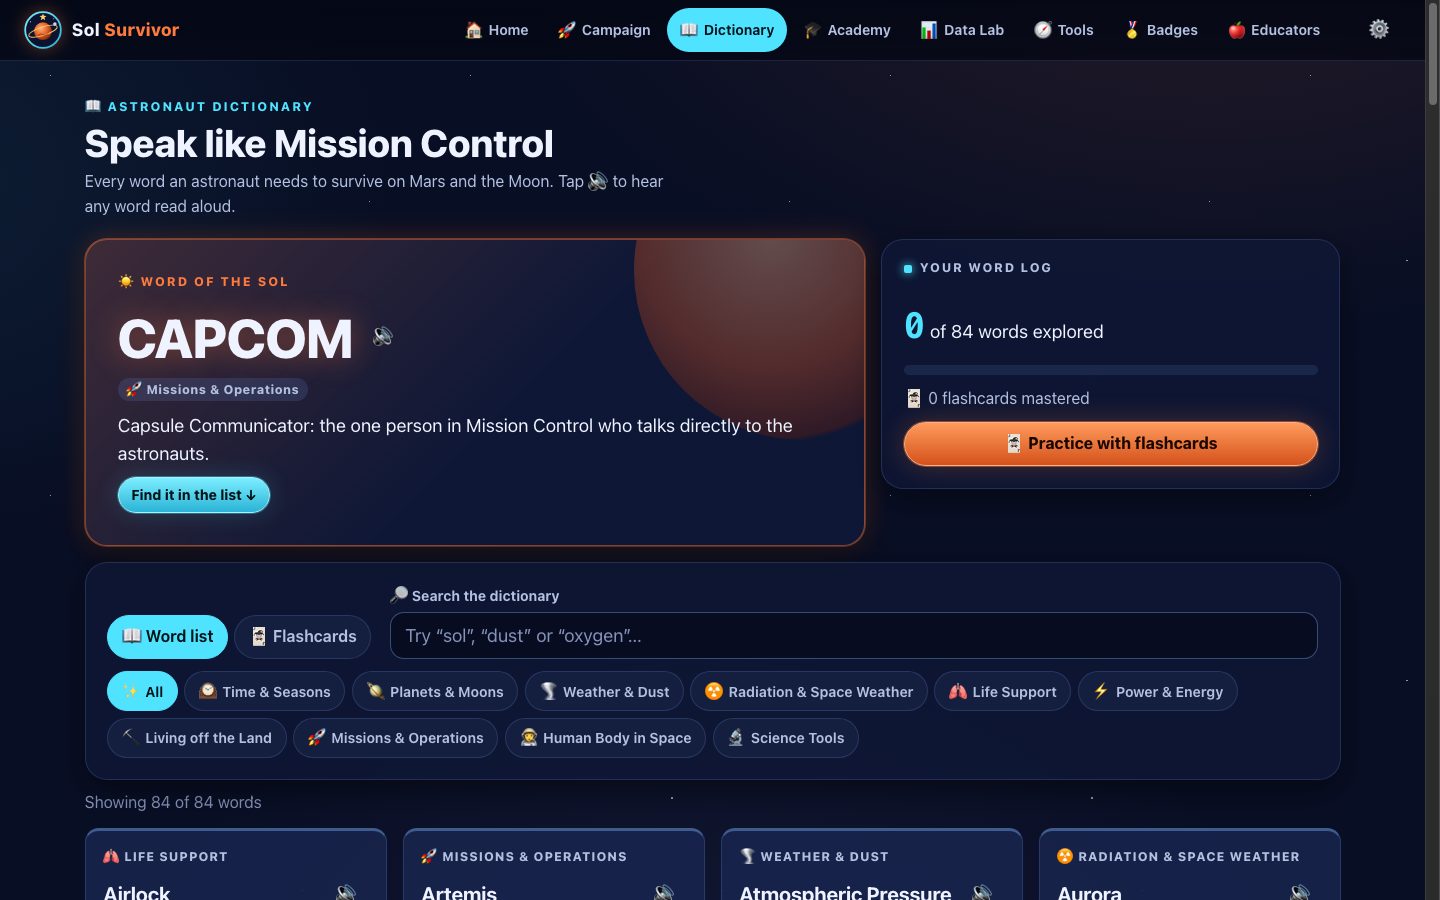 Sol Survivor
Home
Campaign
Dictionary
Academy
Data Lab
Tools
Badges
Educators
ASTRONAUT DICTIONARY
Speak like Mission Control
Every word an astronaut needs to survive on Mars and the Moon. Tap 🔊 to hear
any word read aloud.
WORD OF THE SOL
CAPCOM
Missions & Operations
Capsule Communicator: the one person in Mission Control who talks directly to the
astronauts.
Find it in the list ↓
YOUR WORD LOG
0 of 84 words explored
0 flashcards mastered
Practice with flashcards
Search the dictionary
Word list
Flashcards
Try “sol”, “dust” or “oxygen”…
All
Time & Seasons
Planets & Moons
Weather & Dust
Radiation & Space Weather
Life Support
Power & Energy
Living off the Land
Missions & Operations
Human Body in Space
Science Tools
Showing 84 of 84 words
LIFE SUPPORT
Airlock
MISSIONS & OPERATIONS
Artemis
WEATHER & DUST
Atmospheric Pressure
RADIATION & SPACE WEATHER
Aurora